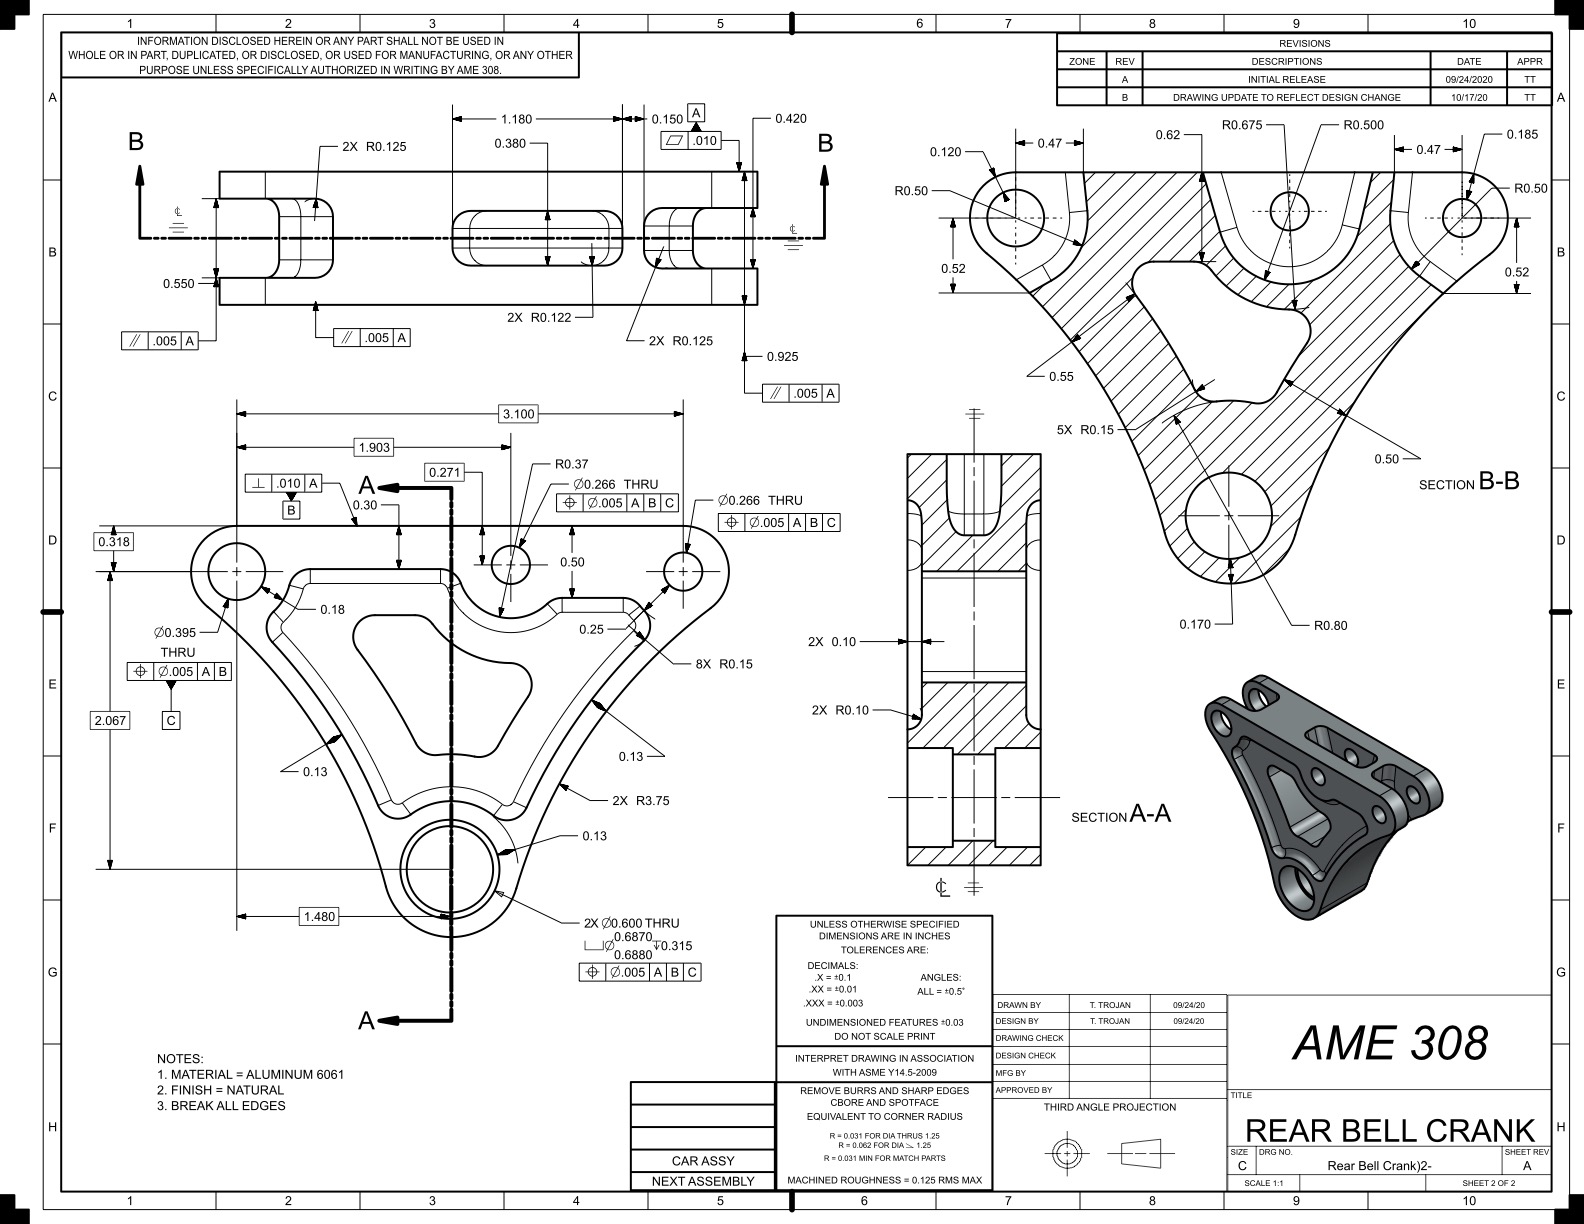 1 2 3 4 5 6 7 8 9 10
INFORMATION DISCLOSED HEREIN OR ANY PART SHALL NOT BE USED IN
WHOLE OR IN PART, DUPLICATED, OR DISCLOSED, OR USED FOR MANUFACTURING, OR ANY OTHER
PURPOSE UNLESS SPECIFICALLY AUTHORIZED IN WRITING BY AME 308.
REVISIONS
ZONE REV DESCRIPTIONS DATE APPR
A INITIAL RELEASE 09/24/2020 TT
B DRAWING UPDATE TO REFLECT DESIGN CHANGE 10/17/20 TT
A
B
C
D
E
F
G
H
A
B
C
D
E
F
G
H
B
B
2X R0.125
1.180
0.150
A
.010
0.420
0.380
0.550
2X R0.122
2X R0.125
.005 A
.005 A
0.925
.005 A
0.120
0.47
0.62
R0.675
R0.500
0.47
0.185
R0.50
R0.50
0.52
0.52
0.55
5X R0.15
0.50
SECTION B-B
0.170
R0.80
3.100
1.903
0.271
R0.37
.010 A
B
A
0.30
Ø0.266 THRU
Ø.005 A B C
Ø0.266 THRU
Ø.005 A B C
0.318
0.50
0.18
0.25
Ø0.395
THRU
Ø.005 A B
C
8X R0.15
2.067
0.13
0.13
2X R3.75
0.13
1.480
2X Ø0.600 THRU
⌴Ø 0.6870 ↧0.315
0.6880
Ø.005 A B C
A
2X 0.10
2X R0.10
SECTION A-A
NOTES:
1. MATERIAL = ALUMINUM 6061
2. FINISH = NATURAL
3. BREAK ALL EDGES
UNLESS OTHERWISE SPECIFIED
DIMENSIONS ARE IN INCHES
TOLERENCES ARE:
DECIMALS:
.X = ±0.1 ANGLES:
.XX = ±0.01 ALL = ±0.5°
.XXX = ±0.003
UNDIMENSIONED FEATURES ±0.03
DO NOT SCALE PRINT
INTERPRET DRAWING IN ASSOCIATION
WITH ASME Y14.5-2009
REMOVE BURRS AND SHARP EDGES
CBORE AND SPOTFACE
EQUIVALENT TO CORNER RADIUS
R = 0.031 FOR DIA THRUS 1.25
R = 0.062 FOR DIA > 1.25
R = 0.031 MIN FOR MATCH PARTS
MACHINED ROUGHNESS = 0.125 RMS MAX
CAR ASSY
NEXT ASSEMBLY
DRAWN BY T. TROJAN 09/24/20
DESIGN BY T. TROJAN 09/24/20
DRAWING CHECK
DESIGN CHECK
MFG BY
APPROVED BY
THIRD ANGLE PROJECTION
AME 308
TITLE
REAR BELL CRANK
SIZE DRG NO. SHEET REV
C Rear Bell Crank)2- A
SCALE 1:1 SHEET 2 OF 2
1 2 3 4 5 6 7 8 9 10